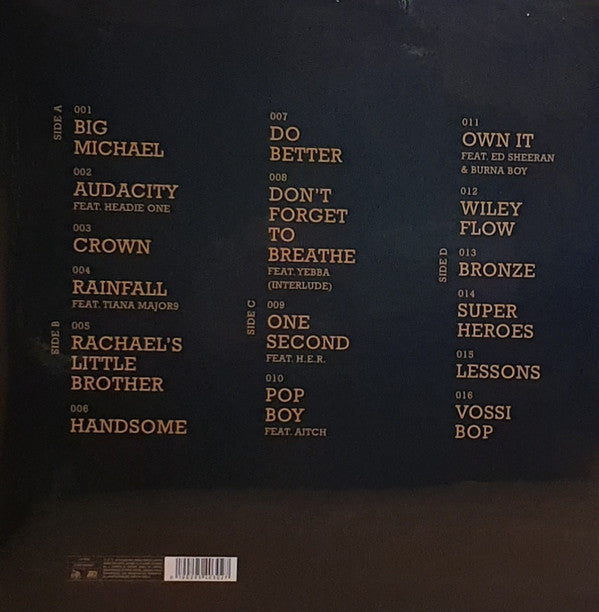 SIDE A
001
BIG
MICHAEL
002
AUDACITY
FEAT. HEADIE ONE
003
CROWN
004
RAINFALL
FEAT. TIANA MAJOR9
SIDE B
005
RACHAEL'S
LITTLE
BROTHER
006
HANDSOME
007
DO
BETTER
008
DON'T
FORGET
TO
BREATHE
FEAT. YEBBA
(INTERLUDE)
SIDE C
009
ONE
SECOND
FEAT. H.E.R.
010
POP
BOY
FEAT. AITCH
011
OWN IT
FEAT. ED SHEERAN
& BURNA BOY
012
WILEY
FLOW
SIDE D
013
BRONZE
014
SUPER
HEROES
015
LESSONS
016
VOSSI
BOP